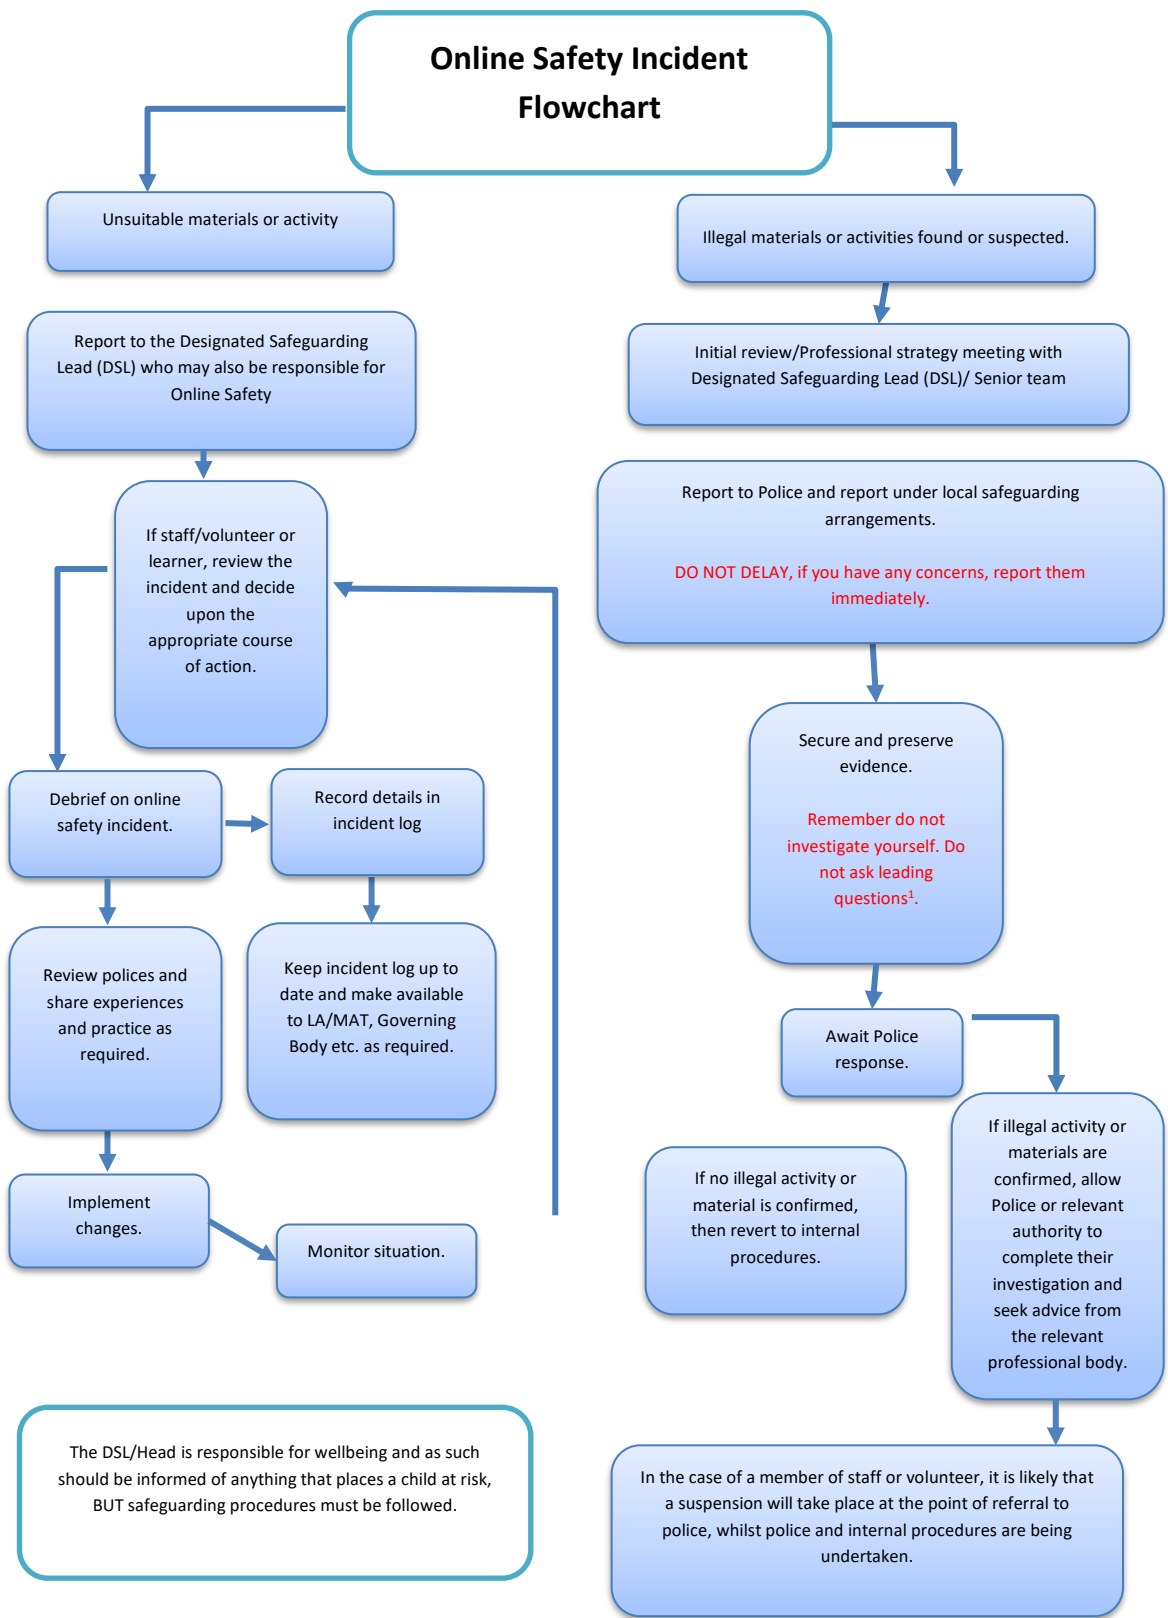 Online Safety Incident
Flowchart
Unsuitable materials or activity
Report to the Designated Safeguarding
Lead (DSL) who may also be responsible for
Online Safety
If staff/volunteer or
learner, review the
incident and decide
upon the
appropriate course
of action.
Debrief on online
safety incident.
Record details in
incident log
Review polices and
share experiences
and practice as
required.
Keep incident log up to
date and make available
to LA/MAT, Governing
Body etc. as required.
Implement
changes.
Monitor situation.
The DSL/Head is responsible for wellbeing and as such
should be informed of anything that places a child at risk,
BUT safeguarding procedures must be followed.
Illegal materials or activities found or suspected.
Initial review/Professional strategy meeting with
Designated Safeguarding Lead (DSL)/ Senior team
Report to Police and report under local safeguarding
arrangements.
DO NOT DELAY, if you have any concerns, report them
immediately.
Secure and preserve
evidence.
Remember do not
investigate yourself. Do
not ask leading
questions¹.
Await Police
response.
If no illegal activity or
material is confirmed,
then revert to internal
procedures.
If illegal activity or
materials are
confirmed, allow
Police or relevant
authority to
complete their
investigation and
seek advice from
the relevant
professional body.
In the case of a member of staff or volunteer, it is likely that
a suspension will take place at the point of referral to
police, whilst police and internal procedures are being
undertaken.